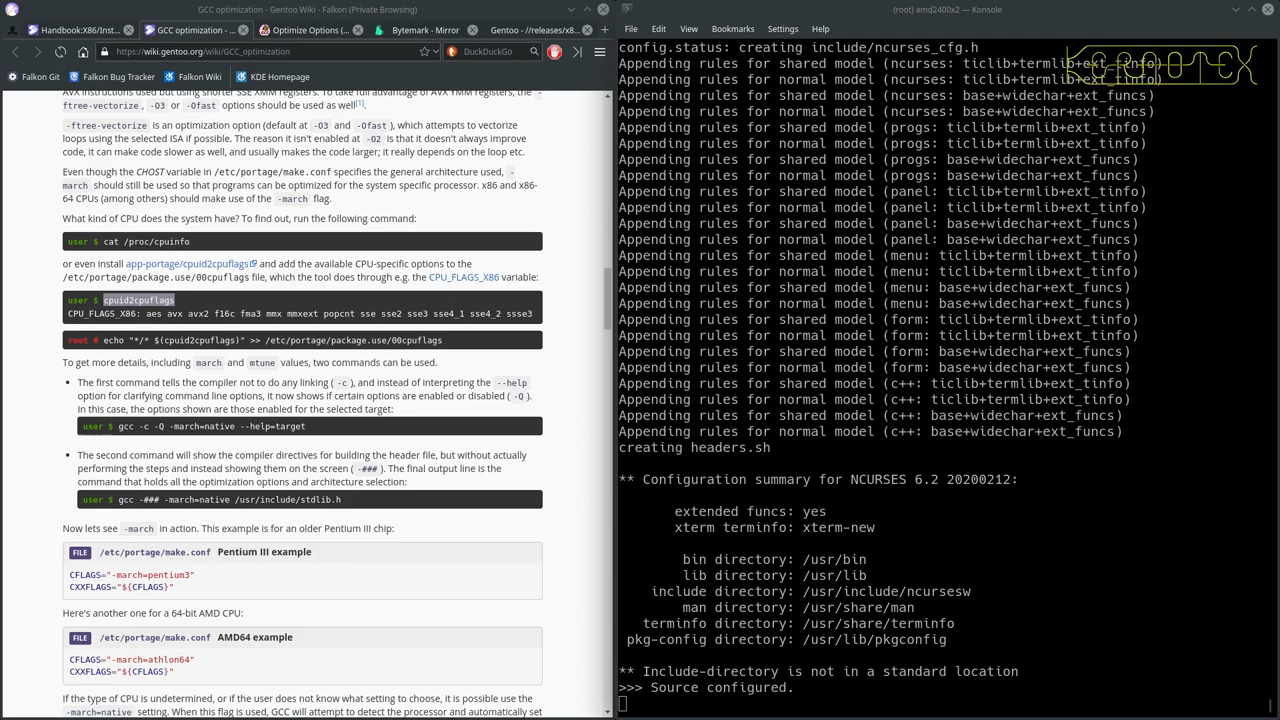 GCC optimization - Gentoo Wiki - Falkon (Private Browsing)
Handbook:X86/Inst
GCC optimization -
Optimize Options (
Bytemark - Mirror
Gentoo - //releases/x8
https://wiki.gentoo.org/wiki/GCC_optimization
DuckDuckGo
Falkon Git
Falkon Bug Tracker
Falkon Wiki
KDE Homepage
AVX instructions used but using shorter SSE XMM registers. To take full advantage of AVX YMM registers, the -
ftree-vectorize, -O3 or -Ofast options should be used as well[1].
-ftree-vectorize is an optimization option (default at -O3 and -Ofast), which attempts to vectorize
loops using the selected ISA if possible. The reason it isn't enabled at -O2 is that it doesn't always improve
code, it can make code slower as well, and usually makes the code larger; it really depends on the loop etc.
Even though the CHOST variable in /etc/portage/make.conf specifies the general architecture used, -
march should still be used so that programs can be optimized for the system specific processor. x86 and x86-
64 CPUs (among others) should make use of the -march flag.
What kind of CPU does the system have? To find out, run the following command:
user $ cat /proc/cpuinfo
or even install app-portage/cpuid2cpuflags and add the available CPU-specific options to the
/etc/portage/package.use/00cpuflags file, which the tool does through e.g. the CPU_FLAGS_X86 variable:
user $ cpuid2cpuflags
CPU_FLAGS_X86: aes avx avx2 f16c fma3 mmx mmxext popcnt sse sse2 sse3 sse4_1 sse4_2 ssse3
root # echo "*/* $(cpuid2cpuflags)" >> /etc/portage/package.use/00cpuflags
To get more details, including march and mtune values, two commands can be used.
The first command tells the compiler not to do any linking (-c), and instead of interpreting the --help
option for clarifying command line options, it now shows if certain options are enabled or disabled (-Q).
In this case, the options shown are those enabled for the selected target:
user $ gcc -c -Q -march=native --help=target
The second command will show the compiler directives for building the header file, but without actually
performing the steps and instead showing them on the screen (-###). The final output line is the
command that holds all the optimization options and architecture selection:
user $ gcc -### -march=native /usr/include/stdlib.h
Now lets see -march in action. This example is for an older Pentium III chip:
FILE /etc/portage/make.conf Pentium III example
CFLAGS="-march=pentium3"
CXXFLAGS="${CFLAGS}"
Here's another one for a 64-bit AMD CPU:
FILE /etc/portage/make.conf AMD64 example
CFLAGS="-march=athlon64"
CXXFLAGS="${CFLAGS}"
If the type of CPU is undetermined, or if the user does not know what setting to choose, it is possible use the
-march=native setting. When this flag is used, GCC will attempt to detect the processor and automatically set
(root) amd2400x2 — Konsole
File Edit View Bookmarks Settings Help
config.status: creating include/ncurses_cfg.h
Appending rules for shared model (ncurses: ticlib+termlib+ext_tinfo)
Appending rules for normal model (ncurses: ticlib+termlib+ext_tinfo)
Appending rules for shared model (ncurses: base+widechar+ext_funcs)
Appending rules for normal model (ncurses: base+widechar+ext_funcs)
Appending rules for shared model (progs: ticlib+termlib+ext_tinfo)
Appending rules for normal model (progs: ticlib+termlib+ext_tinfo)
Appending rules for shared model (progs: base+widechar+ext_funcs)
Appending rules for normal model (progs: base+widechar+ext_funcs)
Appending rules for shared model (panel: ticlib+termlib+ext_tinfo)
Appending rules for normal model (panel: ticlib+termlib+ext_tinfo)
Appending rules for shared model (panel: base+widechar+ext_funcs)
Appending rules for normal model (panel: base+widechar+ext_funcs)
Appending rules for shared model (menu: ticlib+termlib+ext_tinfo)
Appending rules for normal model (menu: ticlib+termlib+ext_tinfo)
Appending rules for shared model (menu: base+widechar+ext_funcs)
Appending rules for normal model (menu: base+widechar+ext_funcs)
Appending rules for shared model (form: ticlib+termlib+ext_tinfo)
Appending rules for normal model (form: ticlib+termlib+ext_tinfo)
Appending rules for shared model (form: base+widechar+ext_funcs)
Appending rules for normal model (form: base+widechar+ext_funcs)
Appending rules for shared model (c++: ticlib+termlib+ext_tinfo)
Appending rules for normal model (c++: ticlib+termlib+ext_tinfo)
Appending rules for shared model (c++: base+widechar+ext_funcs)
Appending rules for normal model (c++: base+widechar+ext_funcs)
creating headers.sh
** Configuration summary for NCURSES 6.2 20200212:
extended funcs: yes
xterm terminfo: xterm-new
bin directory: /usr/bin
lib directory: /usr/lib
include directory: /usr/include/ncursesw
man directory: /usr/share/man
terminfo directory: /usr/share/terminfo
pkg-config directory: /usr/lib/pkgconfig
** Include-directory is not in a standard location
>>> Source configured.